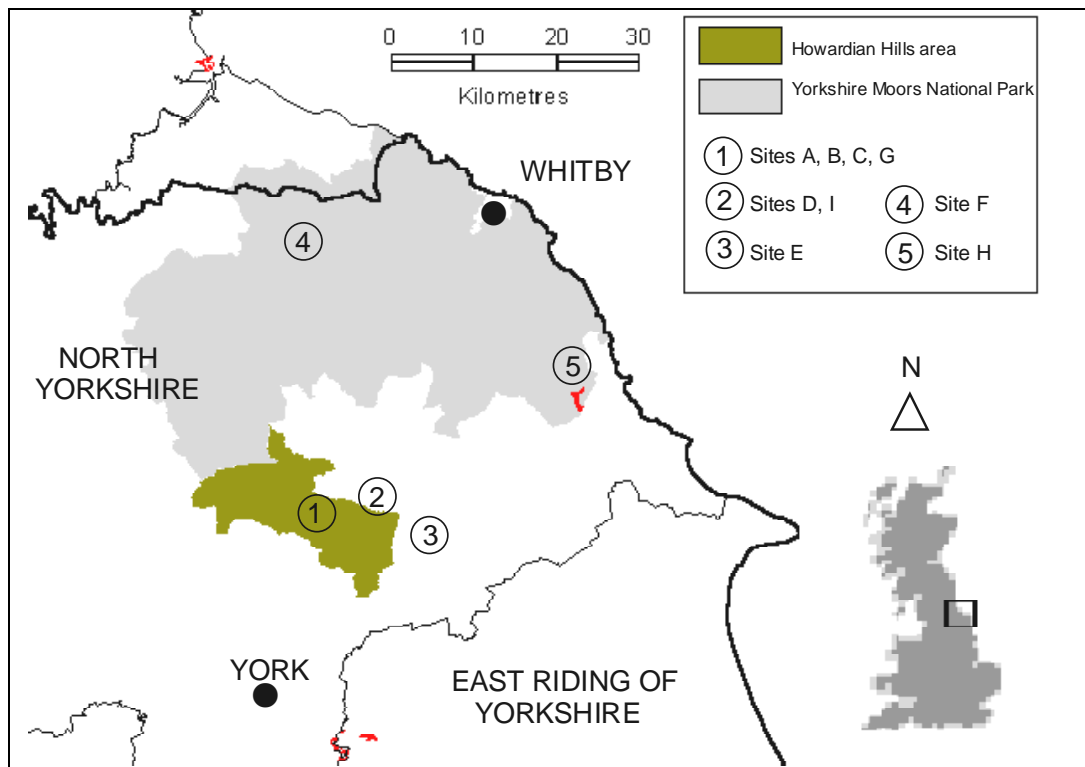 0 10 20 30
Kilometres
Howardian Hills area
Yorkshire Moors National Park
1 Sites A, B, C, G
2 Sites D, I
4 Site F
3 Site E
5 Site H
WHITBY
4
NORTH
YORKSHIRE
5
N
2
1
3
YORK
EAST RIDING OF
YORKSHIRE